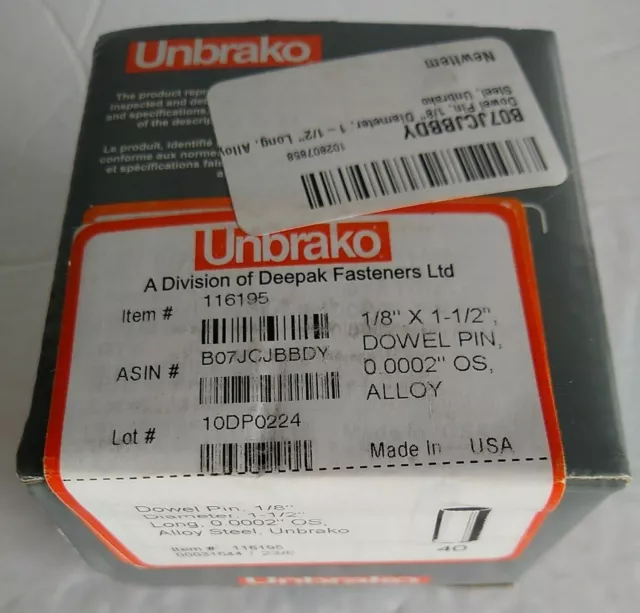 Unbrako
The product repr
inspected and de
and specifications,
of the descrip
Le produit, identifié
conforme aux norme
et spécifications fai
NewItem
Dowel Pin, 1/8" Diameter, 1 – 1/2" Long, Alloy
Steel, Unbrako
B07JCJBBDY
102607858
Unbrako
A Division of Deepak Fasteners Ltd
Item # 116195
ASIN # B07JCJBBDY
Lot # 10DP0224
1/8" X 1-1/2",
DOWEL PIN,
0.0002" OS,
ALLOY
Made In USA
Dowel Pin, 1/8"
Diameter, 1-1/2"
Long, 0.0002" OS,
Alloy Steel, Unbrako
Item #: 116195
40
Unbrako